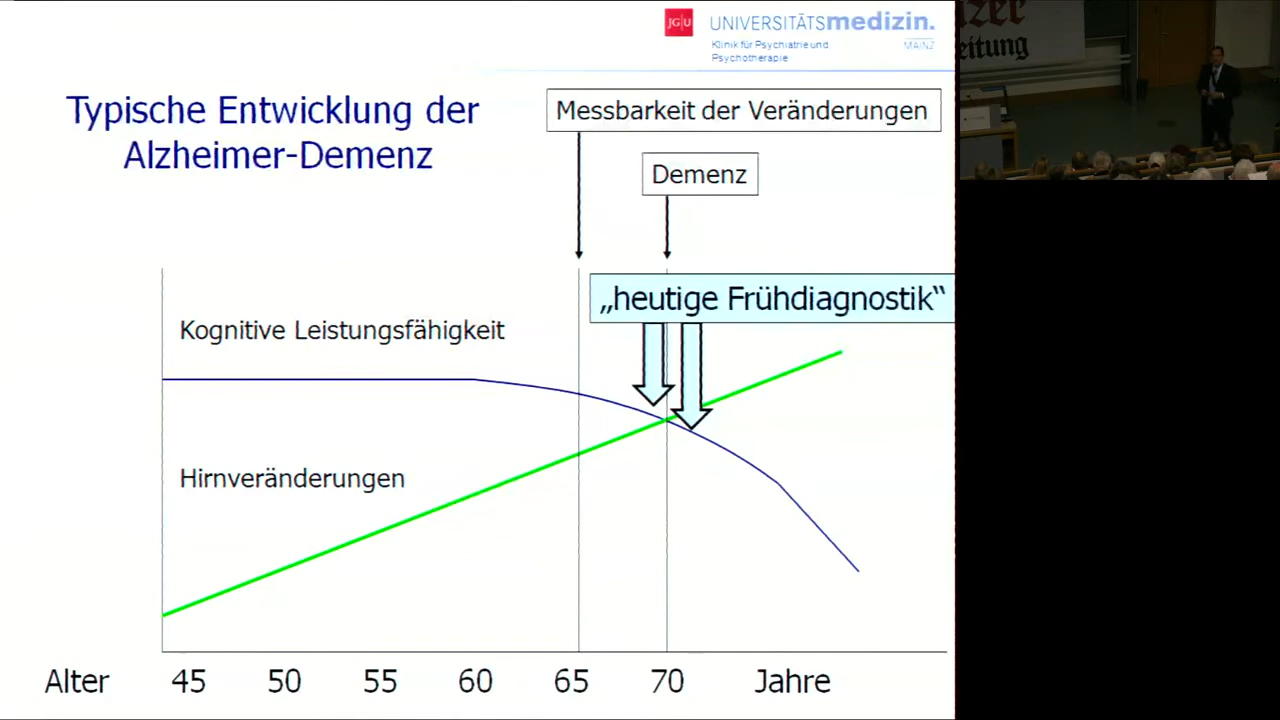 JG|U UNIVERSITÄTSmedizin.
MAINZ
Klinik für Psychiatrie und
Psychotherapie
Typische Entwicklung der
Alzheimer-Demenz
Messbarkeit der Veränderungen
Demenz
„heutige Frühdiagnostik“
Kognitive Leistungsfähigkeit
Hirnveränderungen
Alter 45 50 55 60 65 70 Jahre